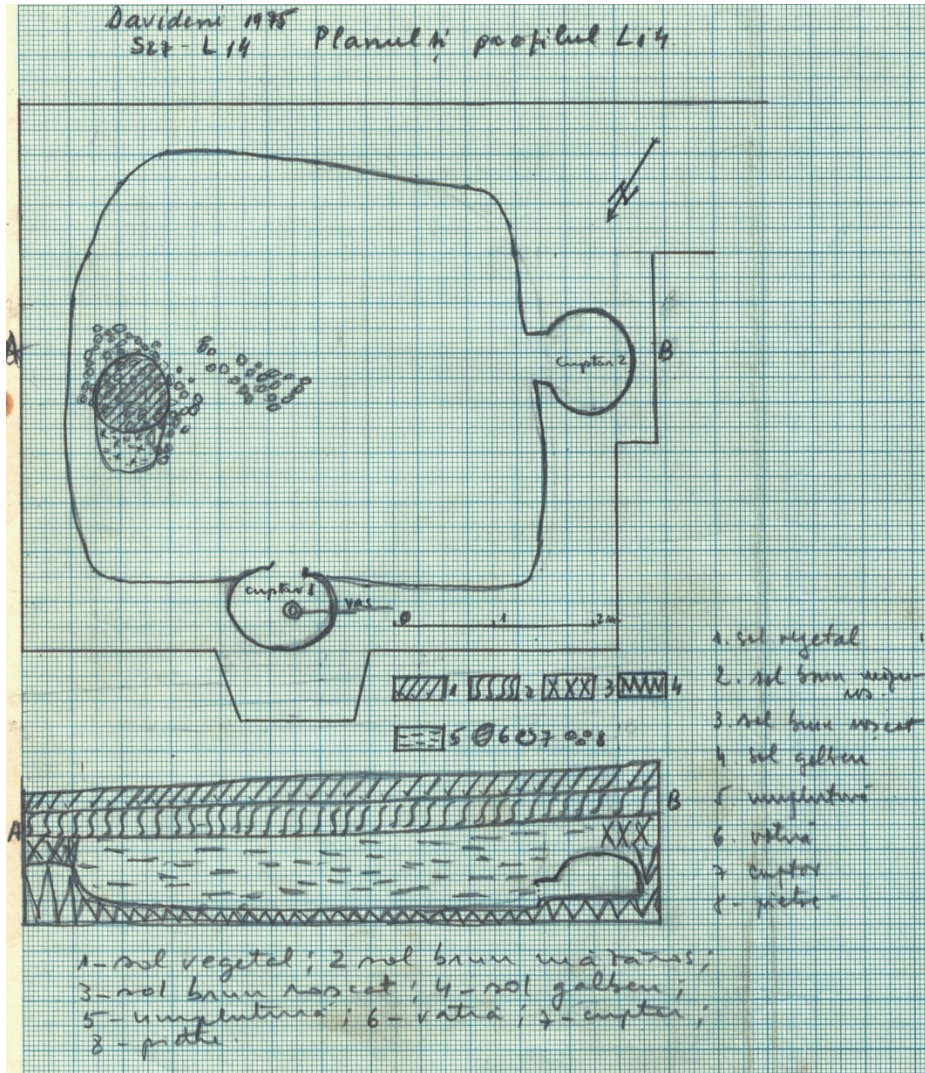 Davideni 1975
S27 - L14
Planul și profilul L14
A
cuptor 2
B
cuptor 1
vas
0 1 2m
1 2 3 4
5 6 7 8
1. sol vegetal
2. sol brun
3. sol brun roșcat
4 sol galben
5. umplutură
6. vatră
7. cuptor
8 - pietre
A
B
1 - sol vegetal; 2 sol brun măzăros;
3 - sol brun roșcat; 4 - sol galben;
5 - umplutură; 6 - vatră; 7 - cuptor;
8 - pietre.